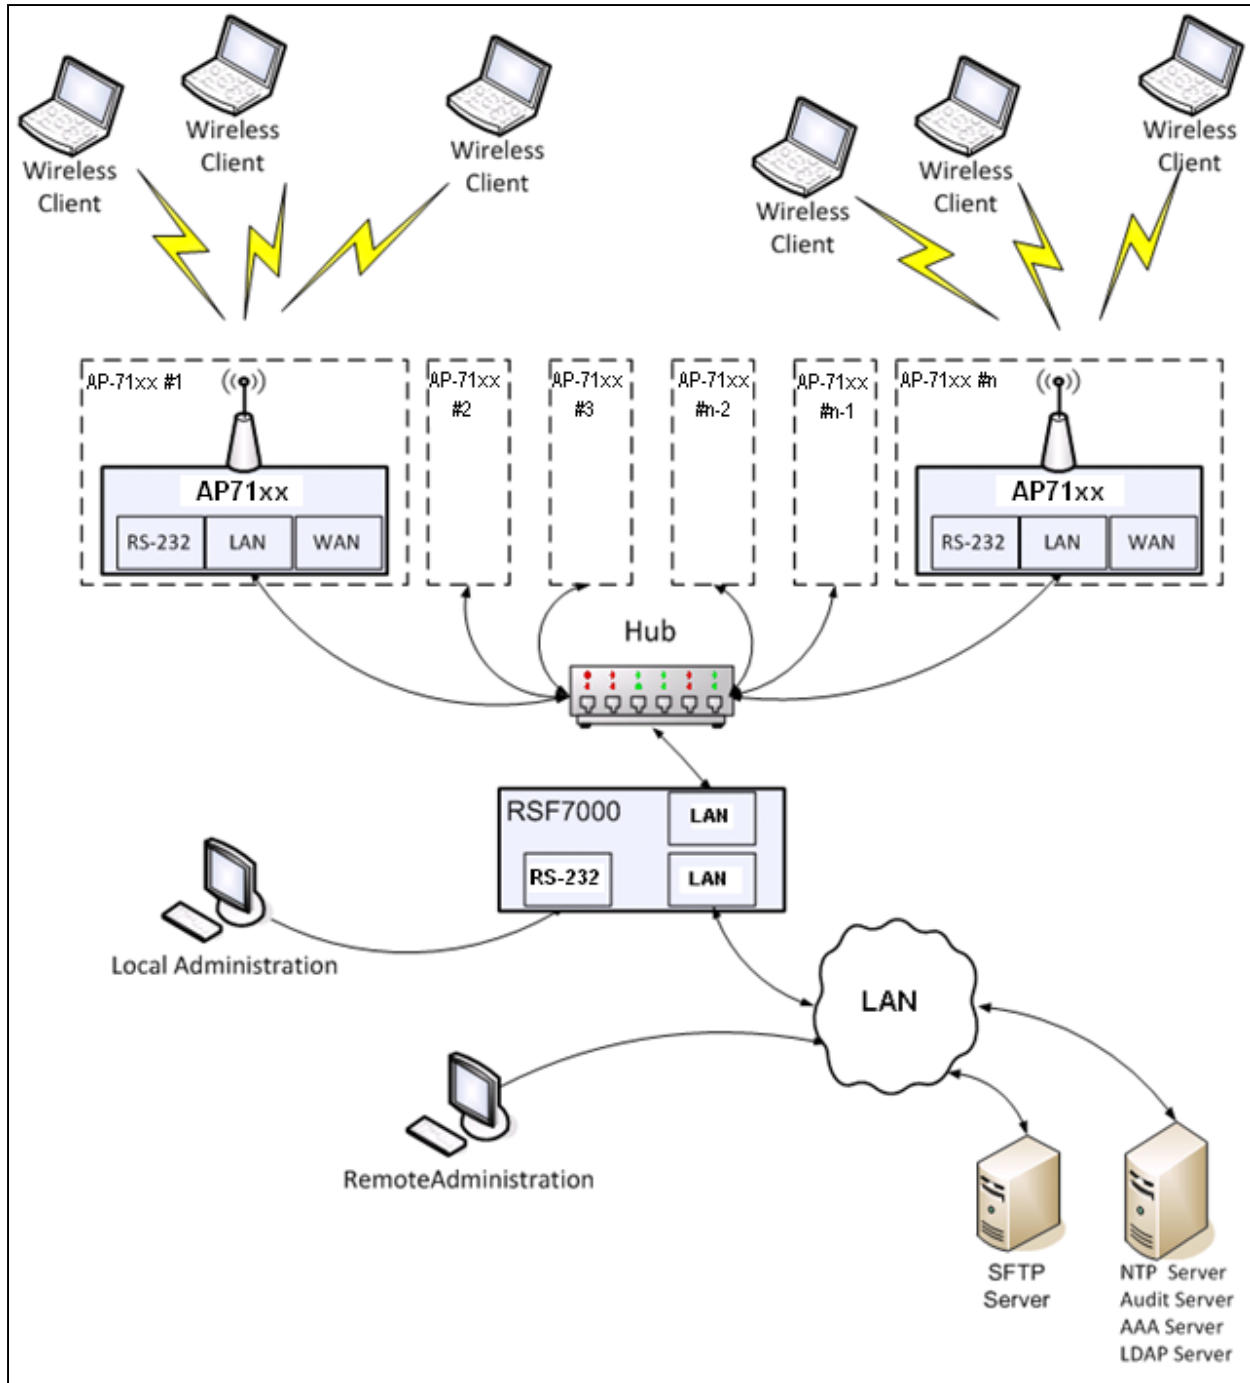 Wireless
Client
Wireless
Client
Wireless
Client
Wireless
Client
Wireless
Client
Wireless
Client
AP-71xx #1
AP-71xx
#2
AP-71xx
#3
AP-71xx
#n-2
AP-71xx
#n-1
AP-71xx #n
AP71xx
RS-232
LAN
WAN
AP71xx
RS-232
LAN
WAN
Hub
RSF7000
LAN
RS-232
LAN
Local Administration
LAN
RemoteAdministration
SFTP
Server
NTP Server
Audit Server
AAA Server
LDAP Server